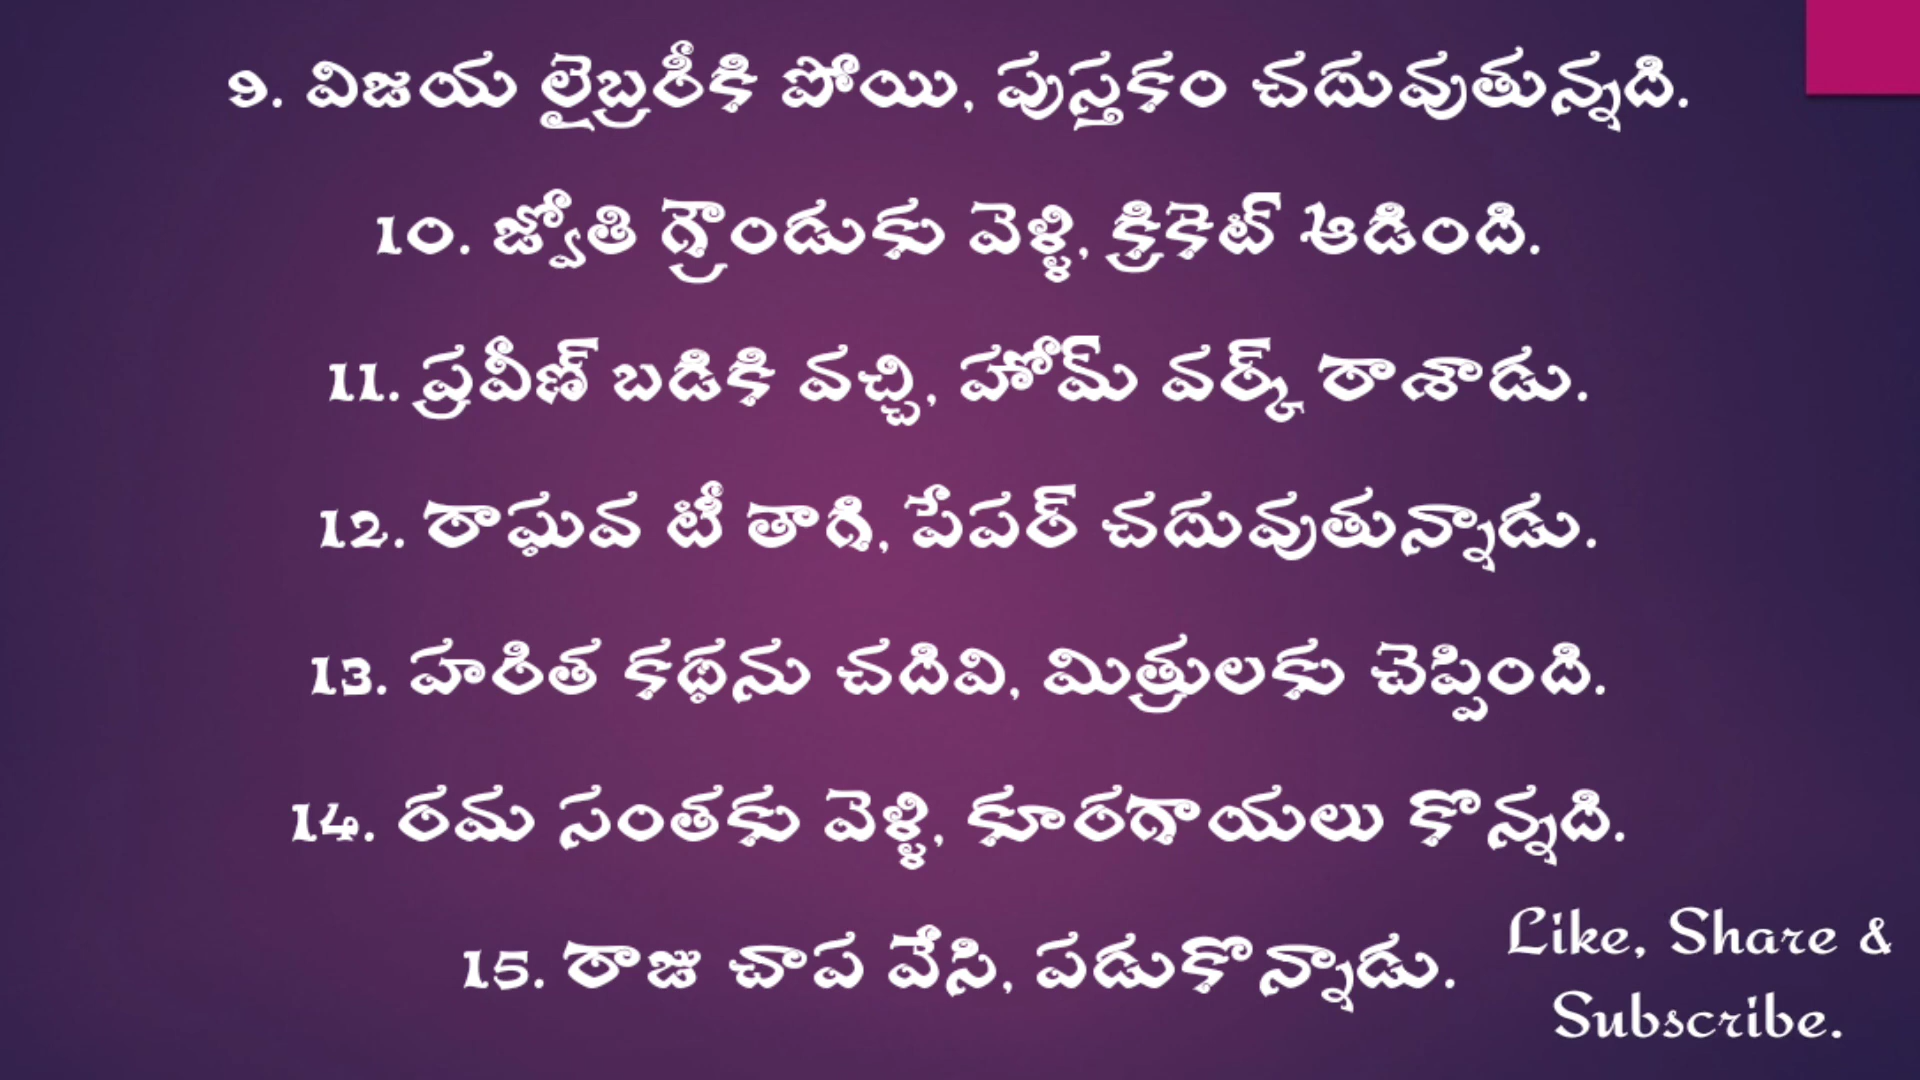 9. విజయ లైబ్రరీకి పోయి, పుస్తకం చదువుతున్నది.
10. జ్యోతి గ్రౌండుకు వెళ్ళి, క్రికెట్ ఆడింది.
11. ప్రవీణ్ బడికి వచ్చి, హోమ్ వర్క్ రాశాడు.
12. రాఘవ టీ తాగి, పేపర్ చదువుతున్నాడు.
13. హరిత కథను చదివి, మిత్రులకు చెప్పింది.
14. రమ సంతకు వెళ్ళి, కూరగాయలు కొన్నది.
15. రాజు చాప వేసి, పడుకొన్నాడు.
Like, Share &
Subscribe.